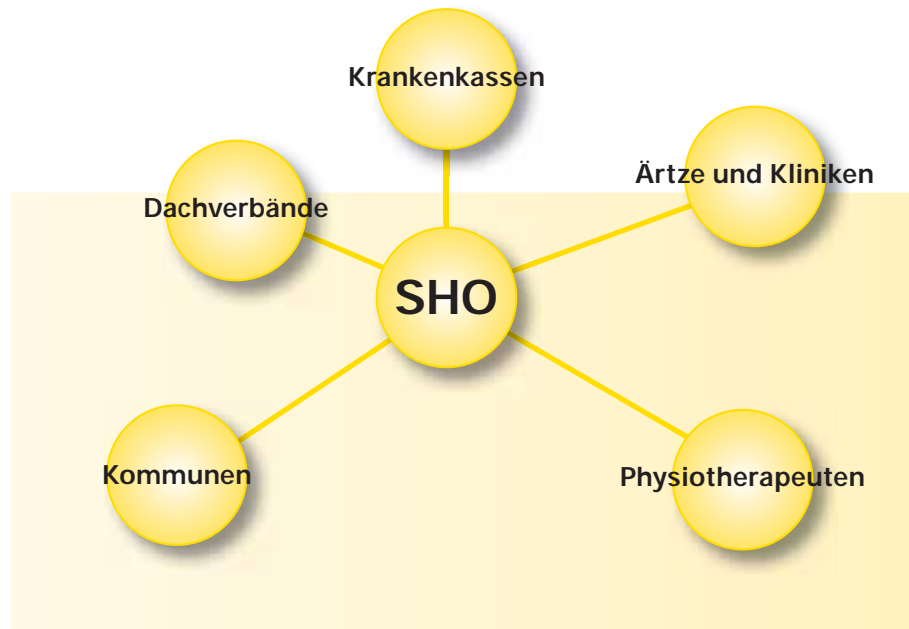 Krankenkassen
Ärtze und Kliniken
Dachverbände
SHO
Kommunen
Physiotherapeuten